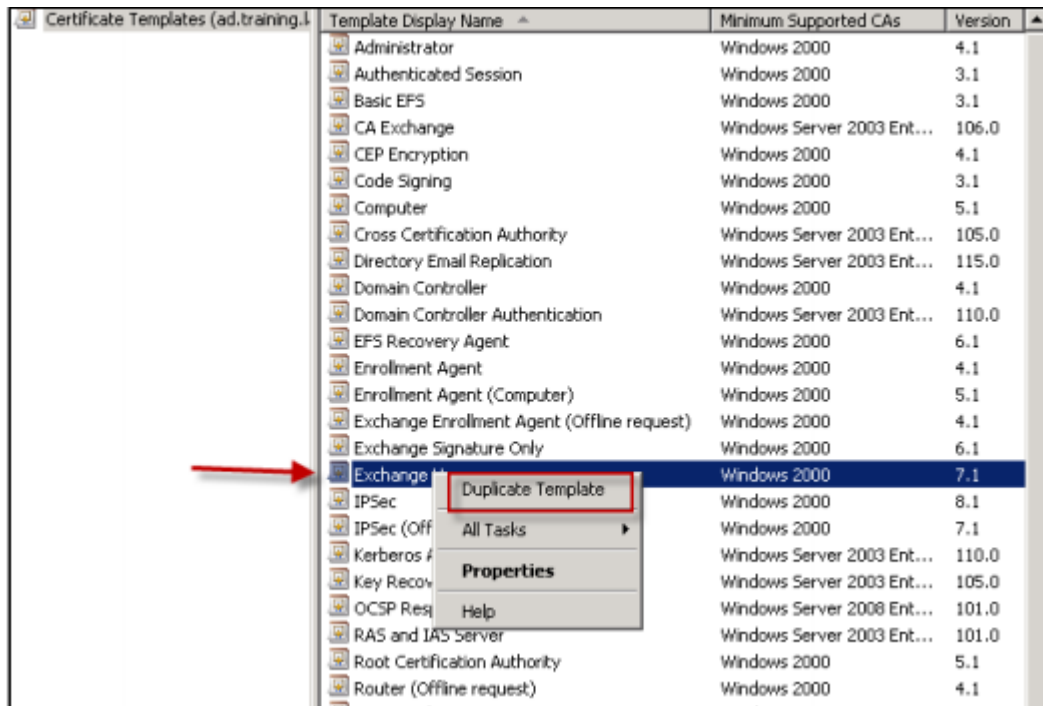 Certificate Templates (ad.training.
Template Display Name Minimum Supported CAs Version
Administrator Windows 2000 4.1
Authenticated Session Windows 2000 3.1
Basic EFS Windows 2000 3.1
CA Exchange Windows Server 2003 Ent... 106.0
CEP Encryption Windows 2000 4.1
Code Signing Windows 2000 3.1
Computer Windows 2000 5.1
Cross Certification Authority Windows Server 2003 Ent... 105.0
Directory Email Replication Windows Server 2003 Ent... 115.0
Domain Controller Windows 2000 4.1
Domain Controller Authentication Windows Server 2003 Ent... 110.0
EFS Recovery Agent Windows 2000 6.1
Enrollment Agent Windows 2000 4.1
Enrollment Agent (Computer) Windows 2000 5.1
Exchange Enrollment Agent (Offline request) Windows 2000 4.1
Exchange Signature Only Windows 2000 6.1
Exchange Windows 2000 7.1
IPSec Windows 2000 8.1
IPSec (Off Windows 2000 7.1
Kerberos Windows Server 2003 Ent... 110.0
Key Recov Windows Server 2003 Ent... 105.0
OCSP Res Windows Server 2008 Ent... 101.0
RAS and IAS Server Windows Server 2003 Ent... 101.0
Root Certification Authority Windows 2000 5.1
Router (Offline request) Windows 2000 4.1
Duplicate Template
All Tasks
Properties
Help